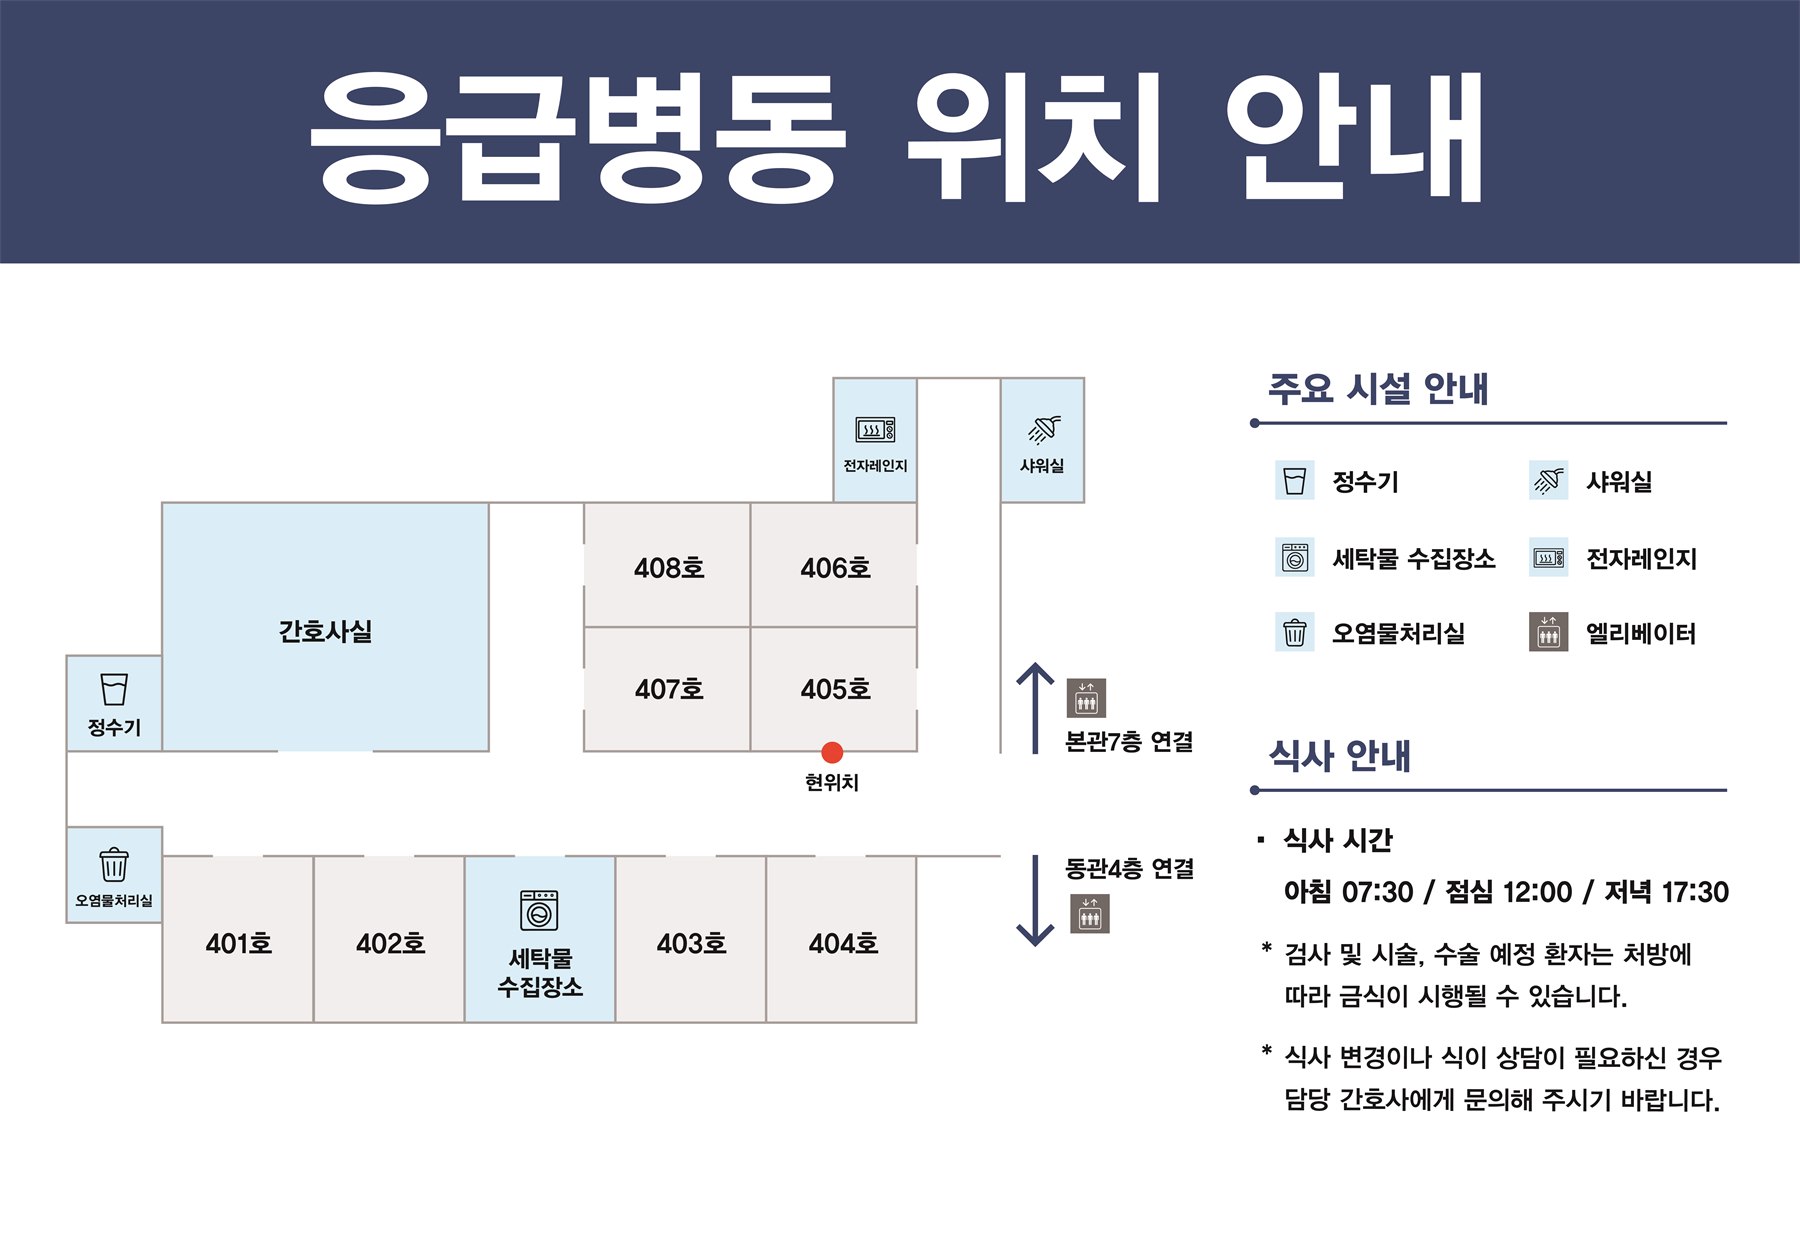 응급병동 위치 안내
전자레인지
샤워실
408호
406호
간호사실
407호
405호
정수기
현위치
본관7층 연결
동관4층 연결
오염물처리실
401호
402호
세탁물
수집장소
403호
404호
주요 시설 안내
정수기
샤워실
세탁물 수집장소
전자레인지
오염물처리실
엘리베이터
식사 안내
· 식사 시간
아침 07:30 / 점심 12:00 / 저녁 17:30
* 검사 및 시술, 수술 예정 환자는 처방에
따라 금식이 시행될 수 있습니다.
* 식사 변경이나 식이 상담이 필요하신 경우
담당 간호사에게 문의해 주시기 바랍니다.